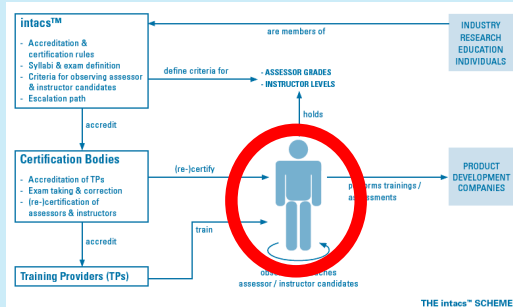 intacs™
- Accreditation &
certification rules
- Syllabi & exam definition
- Criteria for observing assessor
& instructor candidates
- Escalation path
are members of
INDUSTRY
RESEARCH
EDUCATION
INDIVIDUALS
define criteria for
- ASSESSOR GRADES
- INSTRUCTOR LEVELS
accredit
holds
Certification Bodies
- Accreditation of TPs
- Exam taking & correction
- (re-)certification of
assessors & instructors
(re-)certify
trainings /
PRODUCT
DEVELOPMENT
COMPANIES
accredit
train
Training Providers (TPs)
assessor / instructor candidates
THE intacs™ SCHEME